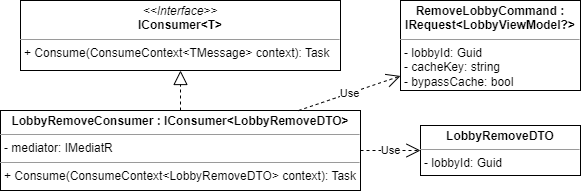 <<Interface>>
IConsumer<T>
+ Consume(ConsumeContext<TMessage> context): Task
RemoveLobbyCommand :
IRequest<LobbyViewModel?>
- lobbyId: Guid
- cacheKey: string
- bypassCache: bool
Use
LobbyRemoveConsumer : IConsumer<LobbyRemoveDTO>
- mediator: IMediatR
+ Consume(ConsumeContext<LobbyRemoveDTO> context): Task
Use
LobbyRemoveDTO
- lobbyId: Guid